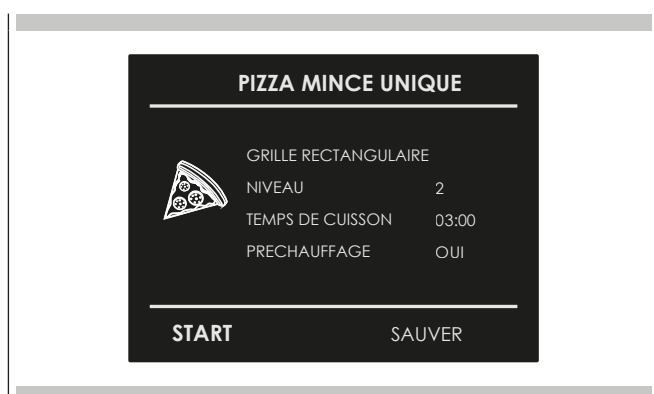 PIZZA MINCE UNIQUE
GRILLE RECTANGULAIRE
NIVEAU 2
TEMPS DE CUISSON 03:00
PRECHAUFFAGE OUI
START SAUVER